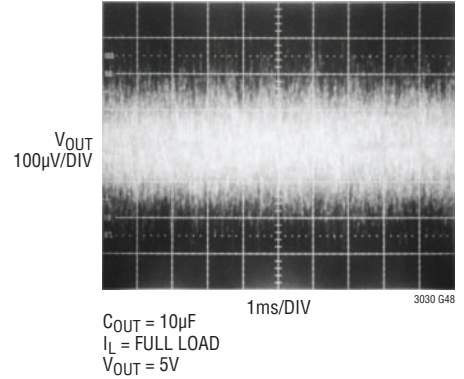 VOUT
100µV/DIV
1ms/DIV
3030 G48
COUT = 10µF
IL = FULL LOAD
VOUT = 5V